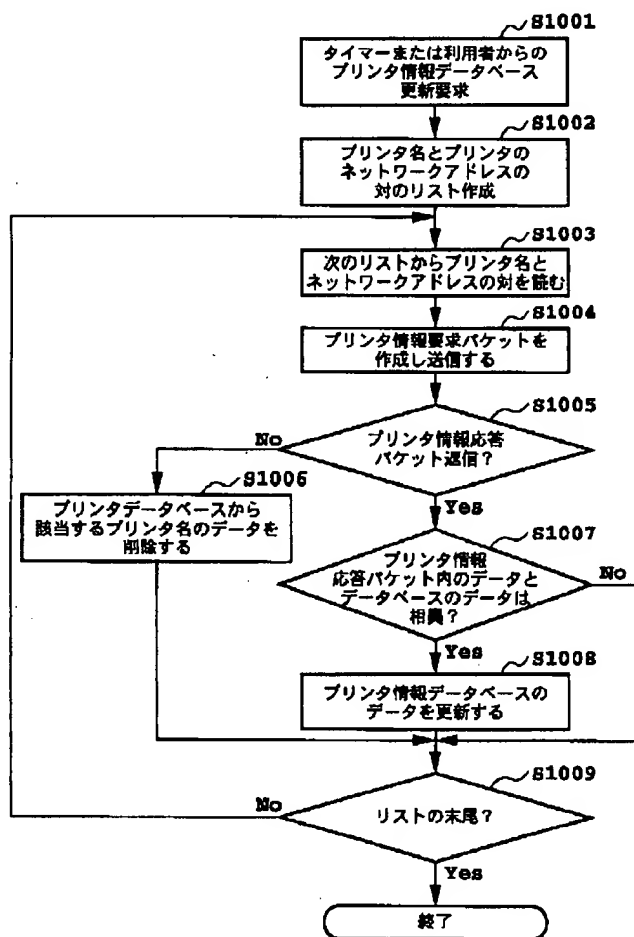 S1001
タイマーまたは利用者からの
プリンタ情報データベース
更新要求
S1002
プリンタ名とプリンタの
ネットワークアドレスの
対のリスト作成
S1003
次のリストからプリンタ名と
ネットワークアドレスの対を読む
S1004
プリンタ情報要求パケットを
作成し送信する
S1005
プリンタ情報応答
パケット返信？
No
Yes
S1006
プリンタデータベースから
該当するプリンタ名のデータを
削除する
S1007
プリンタ情報
応答パケット内のデータと
データベースのデータは
相異？
No
Yes
S1008
プリンタ情報データベースの
データを更新する
S1009
リストの末尾？
No
Yes
終了